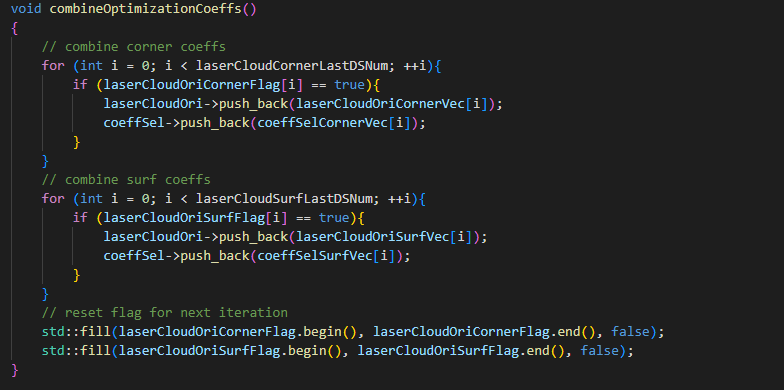 void combineOptimizationCoeffs()
{
    // combine corner coeffs
    for (int i = 0; i < laserCloudCornerLastDSNum; ++i){
        if (laserCloudOriCornerFlag[i] == true){
            laserCloudOri->push_back(laserCloudOriCornerVec[i]);
            coeffSel->push_back(coeffSelCornerVec[i]);
        }
    }
    // combine surf coeffs
    for (int i = 0; i < laserCloudSurfLastDSNum; ++i){
        if (laserCloudOriSurfFlag[i] == true){
            laserCloudOri->push_back(laserCloudOriSurfVec[i]);
            coeffSel->push_back(coeffSelSurfVec[i]);
        }
    }
    // reset flag for next iteration
    std::fill(laserCloudOriCornerFlag.begin(), laserCloudOriCornerFlag.end(), false);
    std::fill(laserCloudOriSurfFlag.begin(), laserCloudOriSurfFlag.end(), false);
}